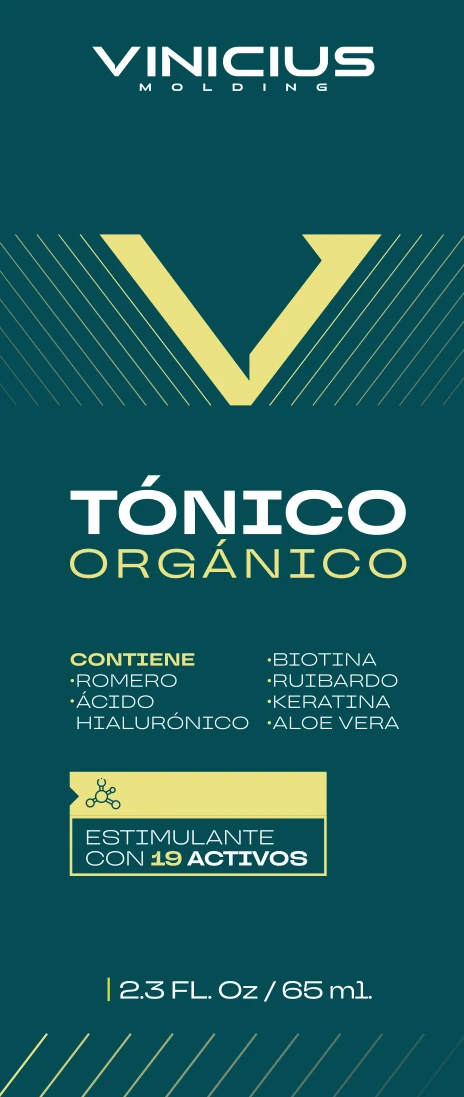 VINICIUS
MOLDING
TÓNICO
ORGÁNICO
CONTIENE
•ROMERO
•ÁCIDO
HIALURÓNICO
•BIOTINA
•RUIBARDO
•KERATINA
•ALOE VERA
ESTIMULANTE
CON 19 ACTIVOS
2.3 FL. Oz / 65 ml.